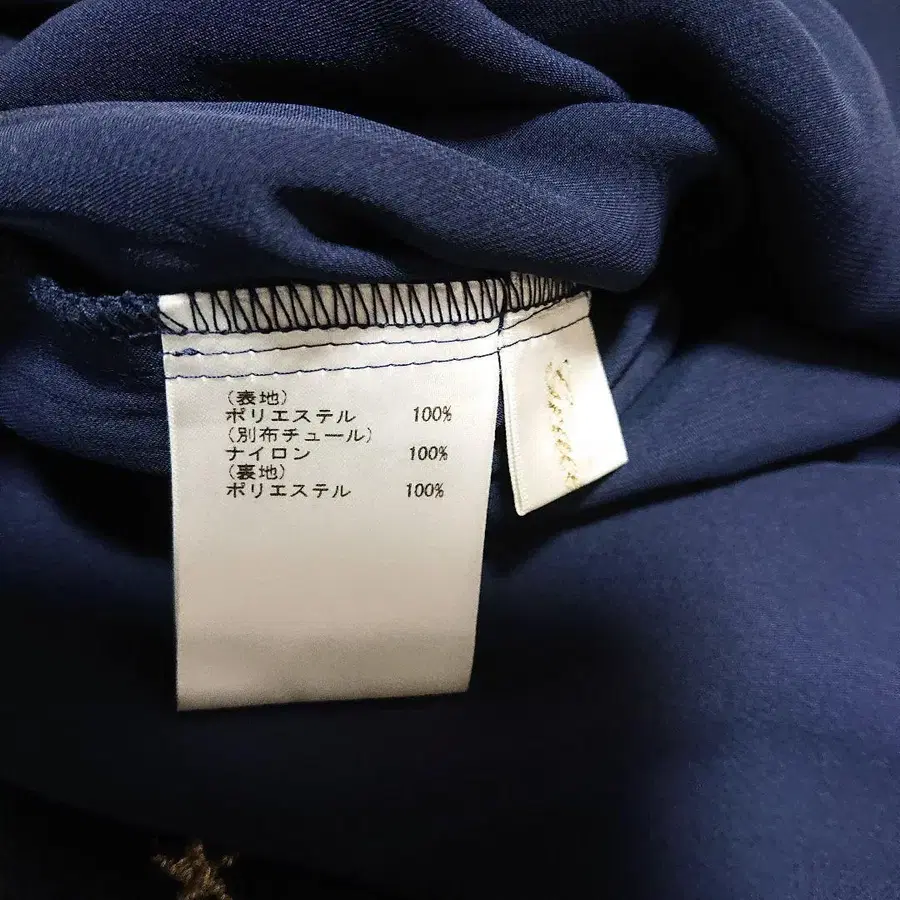 (表地)
ポリエステル 100%
(別布チュール)
ナイロン 100%
(裏地)
ポリエステル 100%